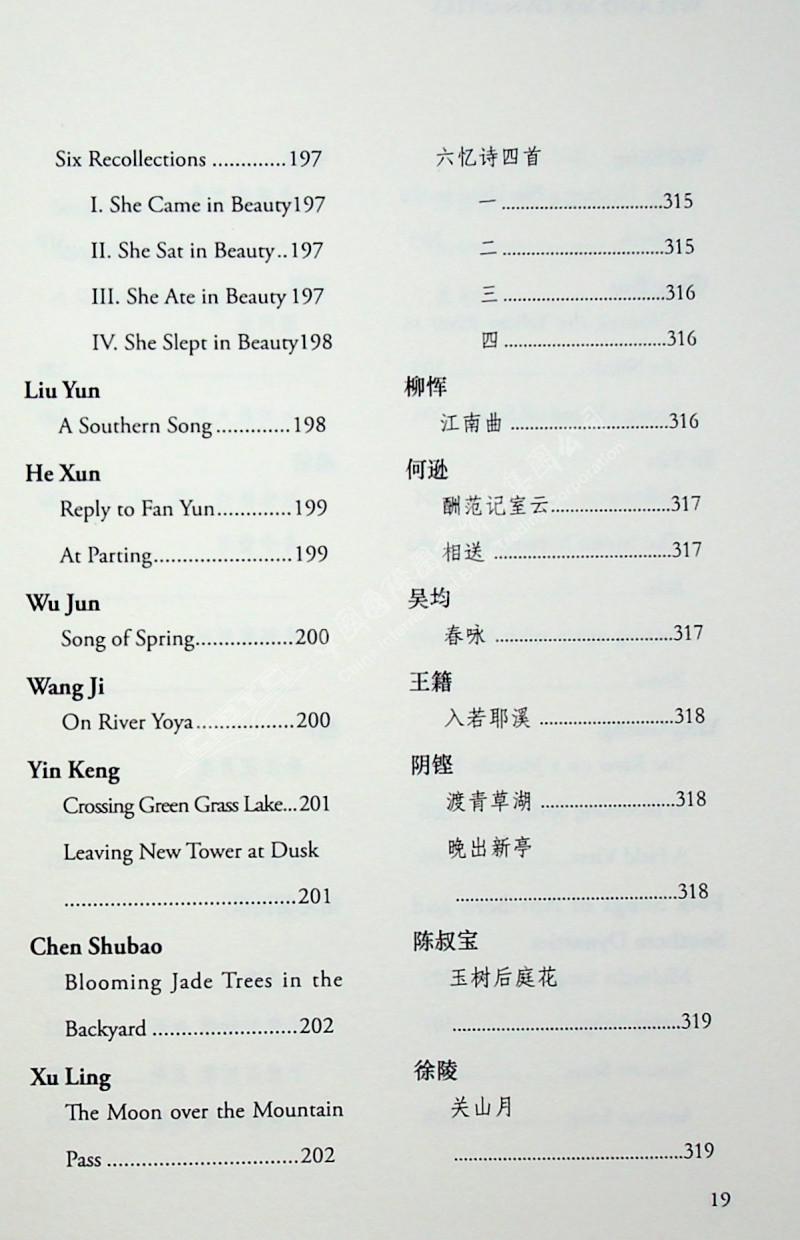 Six Recollections .............197
I. She Came in Beauty197
II. She Sat in Beauty..197
III. She Ate in Beauty 197
IV. She Slept in Beauty198
Liu Yun
A Southern Song.............198
He Xun
Reply to Fan Yun.............199
At Parting........................199
Wu Jun
Song of Spring.................200
Wang Ji
On River Yoya.................200
Yin Keng
Crossing Green Grass Lake...201
Leaving New Tower at Dusk
........................................201
Chen Shubao
Blooming Jade Trees in the
Backyard .........................202
Xu Ling
The Moon over the Mountain
Pass .................................202
六忆诗四首
一 ............................315
二 ............................315
三 ............................316
四 ............................316
柳恽
江南曲 ...........................316
何逊
酬范记室云.....................317
相送 ...............................317
吴均
春咏 ...............................317
王籍
入若耶溪 .......................318
阴铿
渡青草湖 .......................318
晚出新亭
.......................................318
陈叔宝
玉树后庭花
.......................................319
徐陵
关山月
.......................................319
19